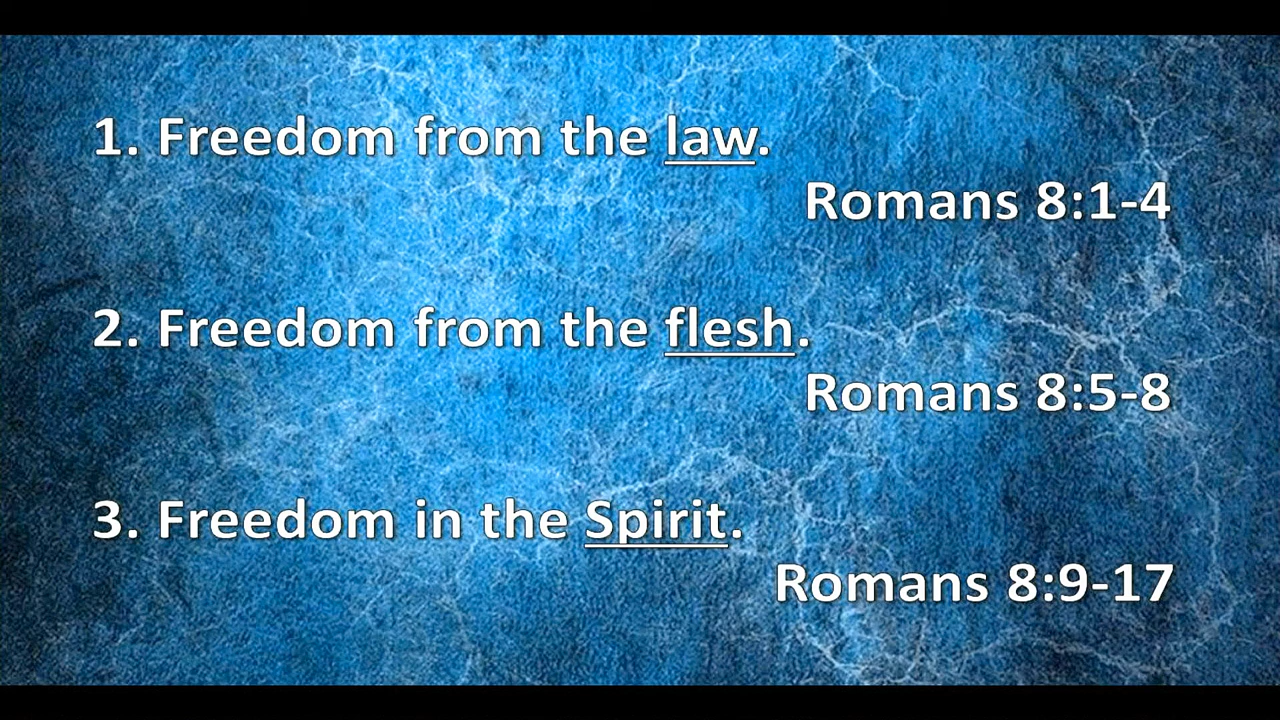 1. Freedom from the law.
Romans 8:1-4
2. Freedom from the flesh.
Romans 8:5-8
3. Freedom in the Spirit.
Romans 8:9-17